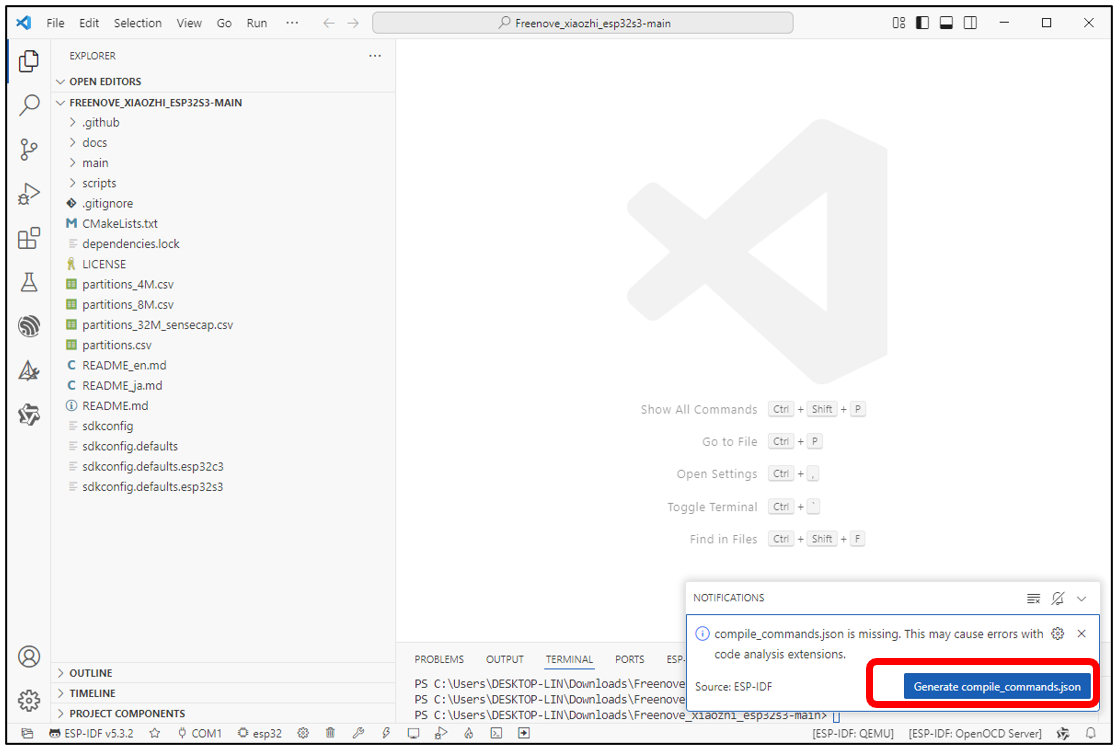 File Edit Selection View Go Run ··· Freenove_xiaozhi_esp32s3-main
EXPLORER ···
OPEN EDITORS
FREENOVE_XIAOZHI_ESP32S3-MAIN
.github
docs
main
scripts
.gitignore
CMakeLists.txt
dependencies.lock
LICENSE
partitions_4M.csv
partitions_8M.csv
partitions_32M_sensecap.csv
partitions.csv
README_en.md
README_ja.md
README.md
sdkconfig
sdkconfig.defaults
sdkconfig.defaults.esp32c3
sdkconfig.defaults.esp32s3
OUTLINE
TIMELINE
PROJECT COMPONENTS
Show All Commands Ctrl + Shift + P
Go to File Ctrl + P
Open Settings Ctrl + ,
Toggle Terminal Ctrl + `
Find in Files Ctrl + Shift + F
NOTIFICATIONS
compile_commands.json is missing. This may cause errors with
code analysis extensions.
Source: ESP-IDF Generate compile_commands.json
PROBLEMS OUTPUT TERMINAL PORTS ESP-
PS C:\Users\DESKTOP-LIN\Downloads\Freenove_
PS C:\Users\DESKTOP-LIN\Downloads\Freenove_
PS C:\Users\DESKTOP-LIN\Downloads\Freenove_xiaozhi_esp32s3-main>
ESP-IDF v5.3.2 COM1 esp32 [ESP-IDF: QEMU] [ESP-IDF: OpenOCD Server]